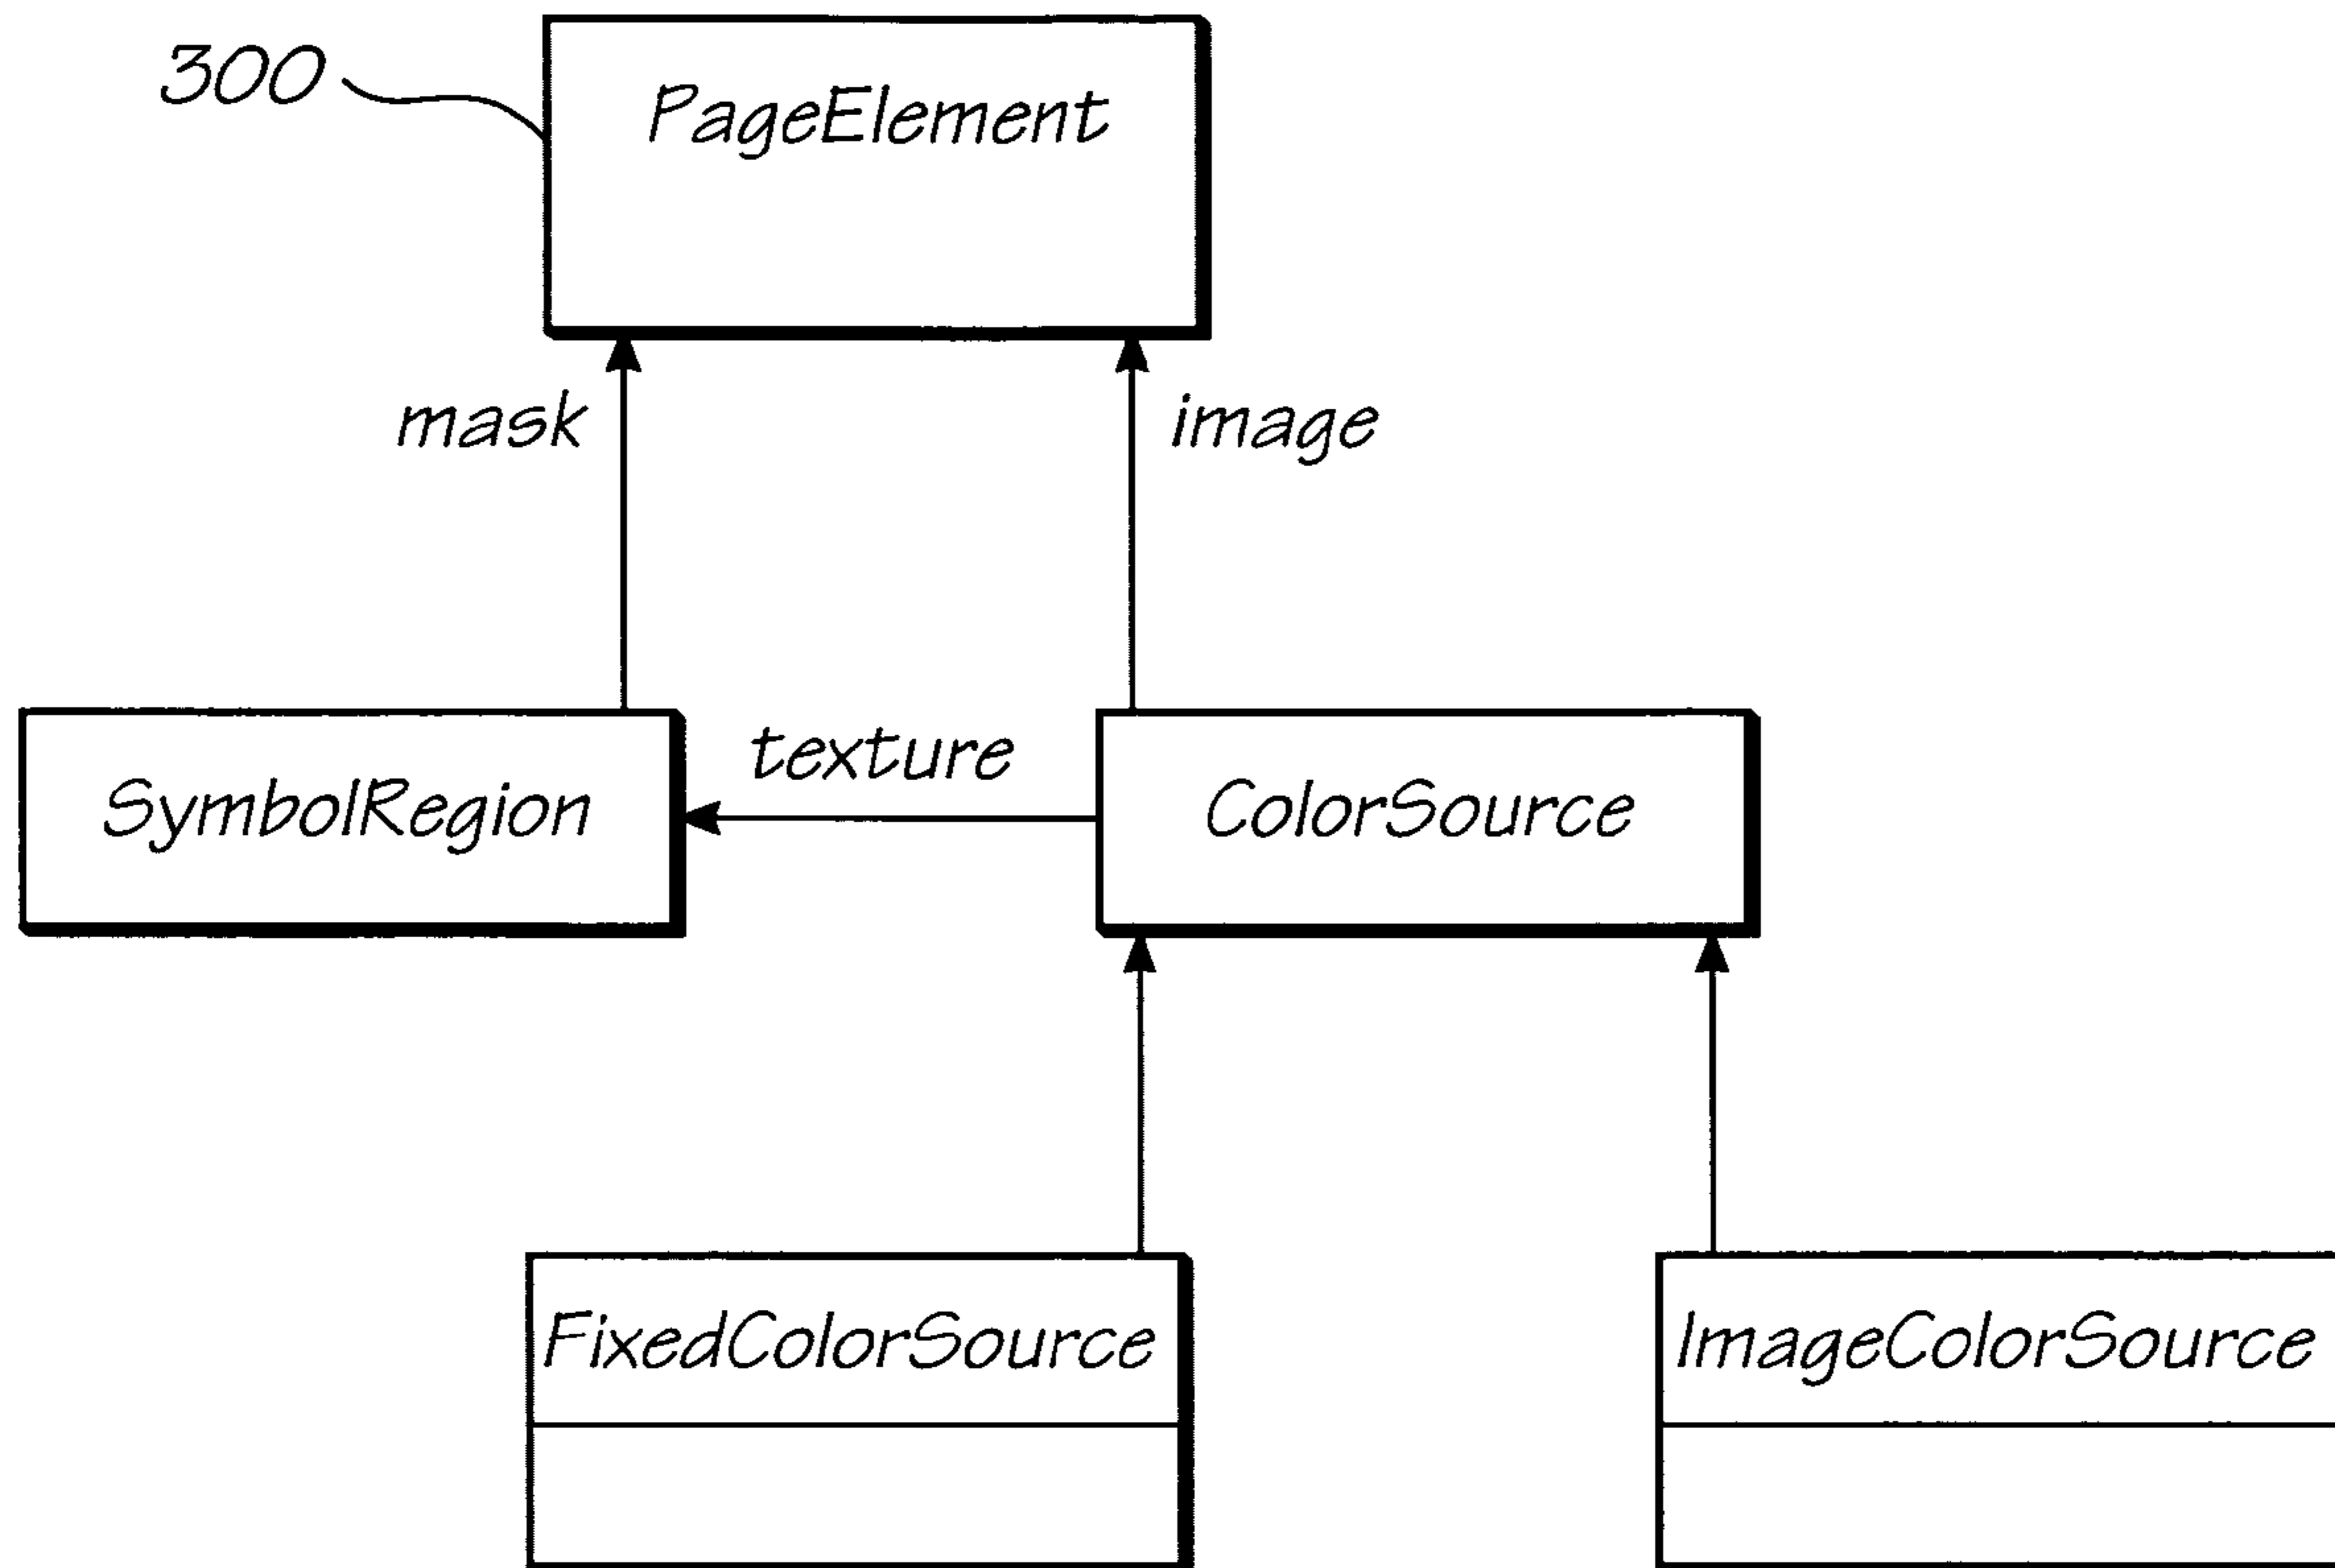 300
PageElement
mask
image
texture
SymbolRegion
ColorSource
FixedColorSource
ImageColorSource